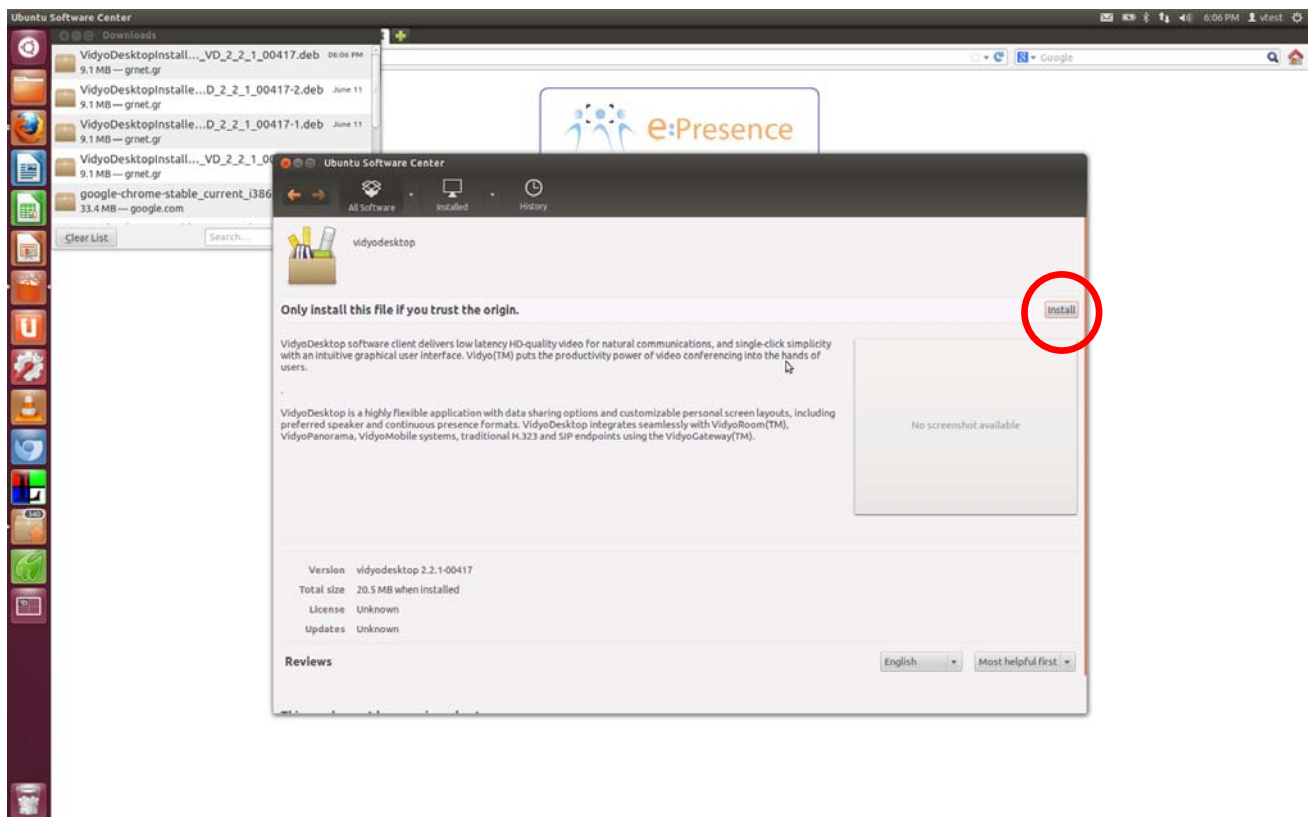 Ubuntu Software Center
6:06 PM
vtest
Downloads
VidyoDesktopInstall..._VD_2_2_1_00417.deb 06:06 PM
9.1 MB — grnet.gr
VidyoDesktopInstalle...D_2_2_1_00417-2.deb June 11
9.1 MB — grnet.gr
VidyoDesktopInstalle...D_2_2_1_00417-1.deb June 11
9.1 MB — grnet.gr
VidyoDesktopInstall..._VD_2_2_1_00
9.1 MB — grnet.gr
google-chrome-stable_current_i386
33.4 MB — google.com
Clear List
Search...
Google
e:Presence
Ubuntu Software Center
All Software
Installed
History
vidyodesktop
Only install this file if you trust the origin.
Install
VidyoDesktop software client delivers low latency HD-quality video for natural communications, and single-click simplicity
with an intuitive graphical user interface. Vidyo(TM) puts the productivity power of video conferencing into the hands of
users.
.
VidyoDesktop is a highly flexible application with data sharing options and customizable personal screen layouts, including
preferred speaker and continuous presence formats. VidyoDesktop integrates seamlessly with VidyoRoom(TM),
VidyoPanorama, VidyoMobile systems, traditional H.323 and SIP endpoints using the VidyoGateway(TM).
No screenshot available
Version vidyodesktop 2.2.1-00417
Total size 20.5 MB when installed
License Unknown
Updates Unknown
Reviews
English
Most helpful first
340